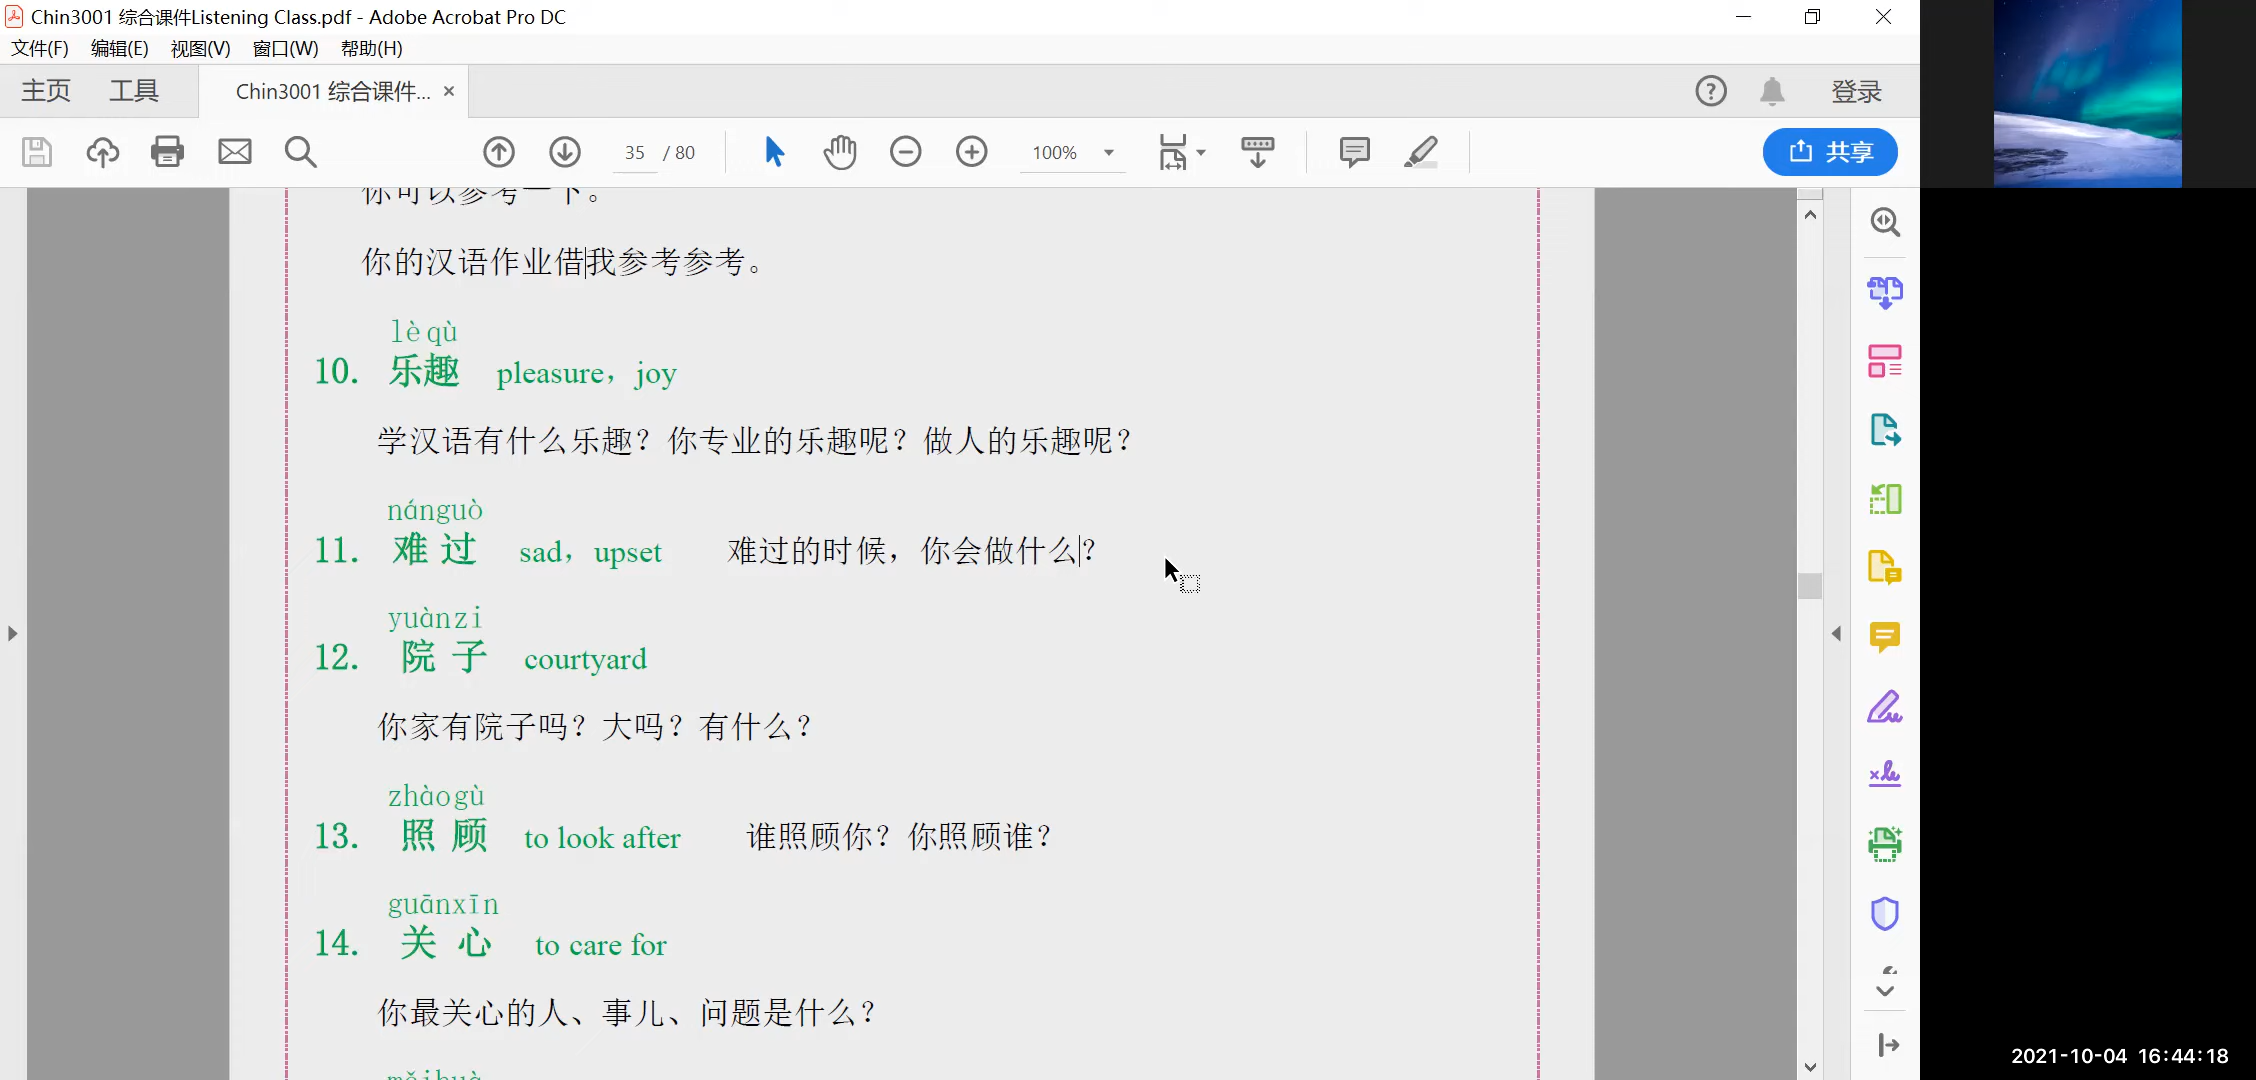 Chin3001 综合课件Listening Class.pdf - Adobe Acrobat Pro DC
文件(F) 编辑(E) 视图(V) 窗口(W) 帮助(H)
主页 工具 Chin3001 综合课件... × 登录
35 / 80 100% 共享
你可以参考一下。
你的汉语作业借我参考参考。
lè qù
10. 乐趣 pleasure，joy
学汉语有什么乐趣？你专业的乐趣呢？做人的乐趣呢？
nánguò
11. 难过 sad，upset 难过的时候，你会做什么？
yuànzi
12. 院子 courtyard
你家有院子吗？大吗？有什么？
zhàogù
13. 照顾 to look after 谁照顾你？你照顾谁？
guānxīn
14. 关心 to care for
你最关心的人、事儿、问题是什么？
2021-10-04 16:44:18